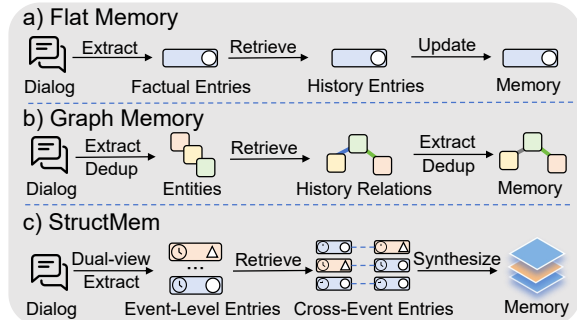 a) Flat Memory
Extract Retrieve Update
Dialog Factual Entries History Entries Memory
b) Graph Memory
Extract Retrieve Extract
Dedup Dedup
Dialog Entities History Relations Memory
c) StructMem
Dual-view Retrieve Synthesize
Extract
...
Dialog Event-Level Entries Cross-Event Entries Memory